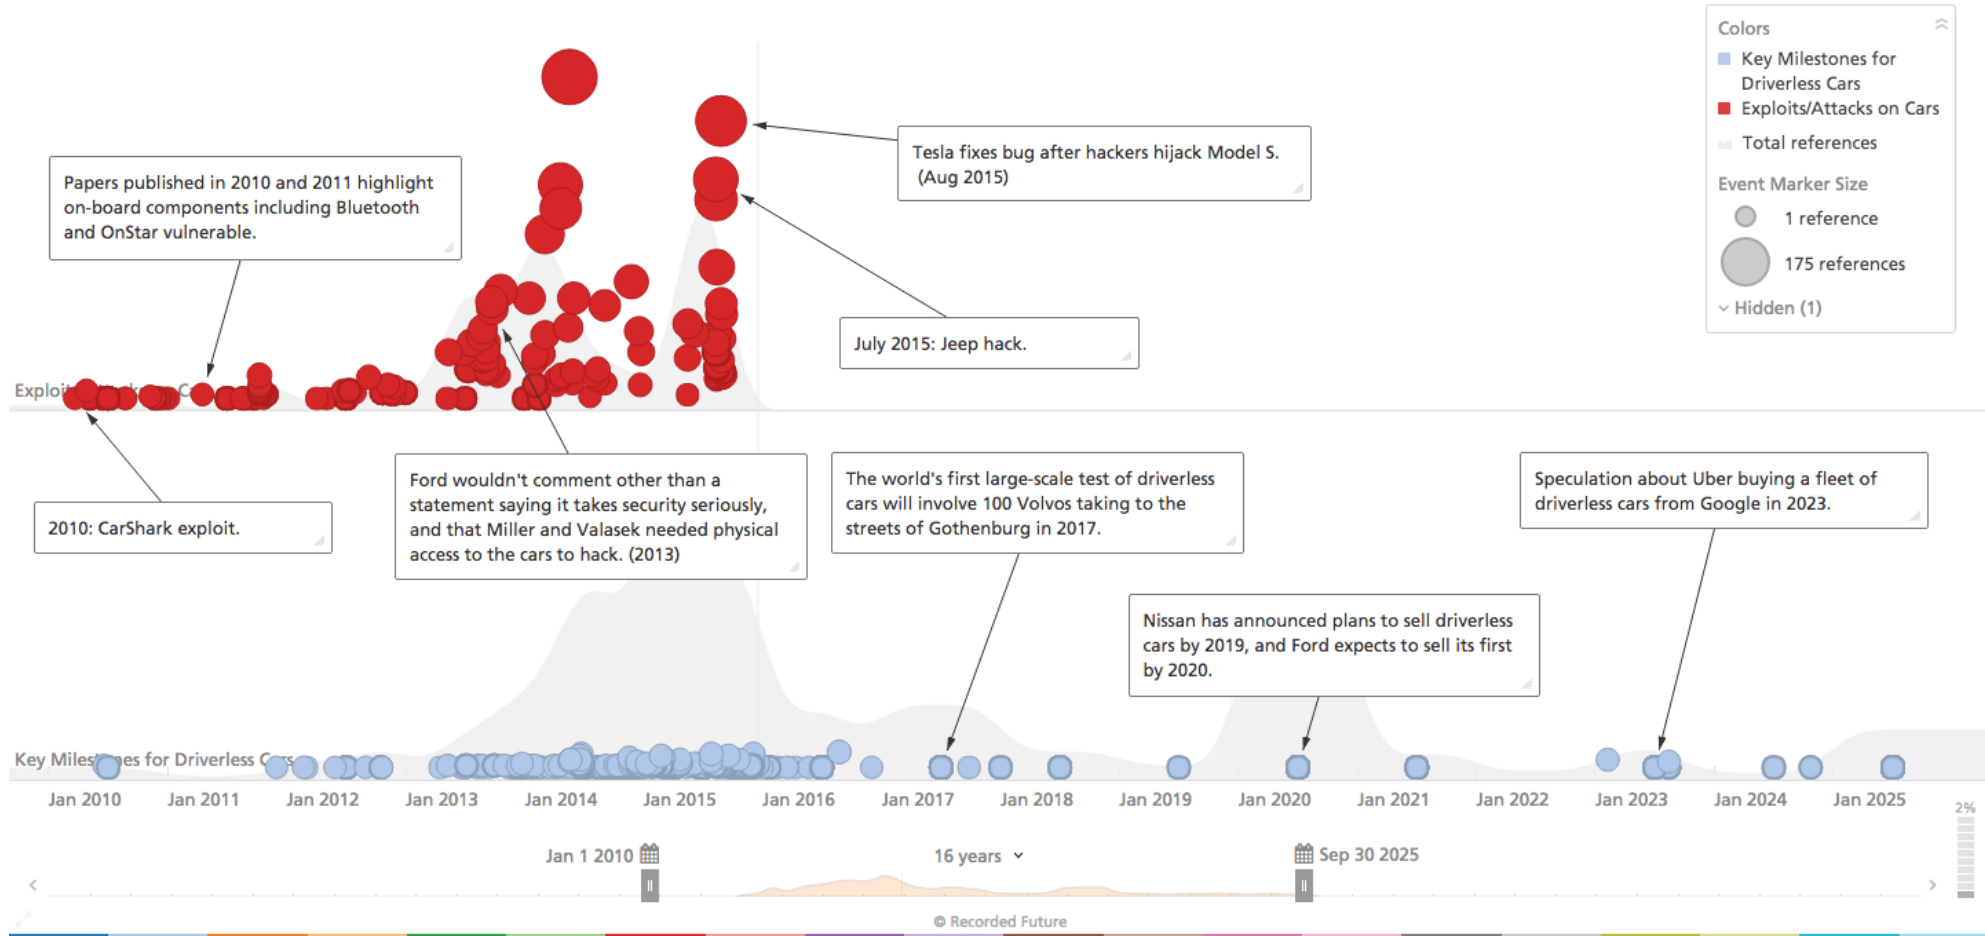 Colors
Key Milestones for
Driverless Cars
Exploits/Attacks on Cars
Total references
Event Marker Size
1 reference
175 references
Hidden (1)
Tesla fixes bug after hackers hijack Model S.
(Aug 2015)
Papers published in 2010 and 2011 highlight
on-board components including Bluetooth
and OnStar vulnerable.
July 2015: Jeep hack.
2010: CarShark exploit.
Ford wouldn't comment other than a
statement saying it takes security seriously,
and that Miller and Valasek needed physical
access to the cars to hack. (2013)
The world's first large-scale test of driverless
cars will involve 100 Volvos taking to the
streets of Gothenburg in 2017.
Speculation about Uber buying a fleet of
driverless cars from Google in 2023.
Nissan has announced plans to sell driverless
cars by 2019, and Ford expects to sell its first
by 2020.
Key Milestones for Driverless Cars
Jan 2010 Jan 2011 Jan 2012 Jan 2013 Jan 2014 Jan 2015 Jan 2016 Jan 2017 Jan 2018 Jan 2019 Jan 2020 Jan 2021 Jan 2022 Jan 2023 Jan 2024 Jan 2025
2%
Jan 1 2010 16 years Sep 30 2025
© Recorded Future